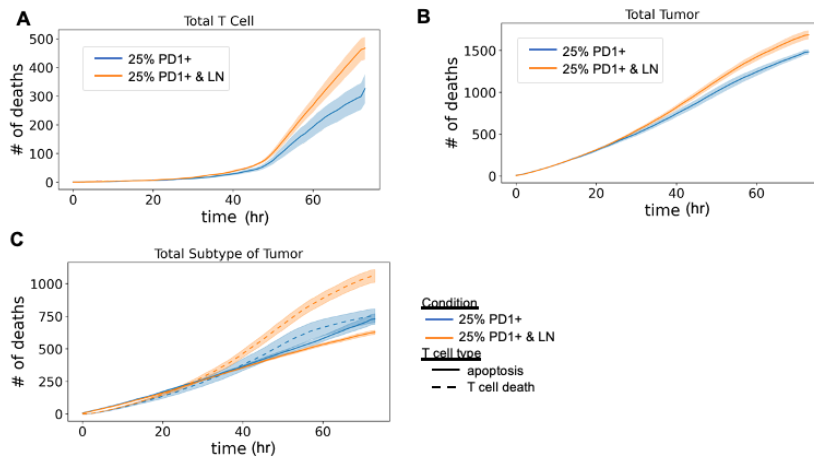 A
Total T Cell
25% PD1+
25% PD1+ & LN
# of deaths
500
400
300
200
100
0
0 20 40 60
time (hr)
B
Total Tumor
25% PD1+
25% PD1+ & LN
# of deaths
1500
1000
500
0
0 20 40 60
time (hr)
C
Total Subtype of Tumor
# of deaths
1000
750
500
250
0
0 20 40 60
time (hr)
Condition
25% PD1+
25% PD1+ & LN
T cell type
apoptosis
T cell death